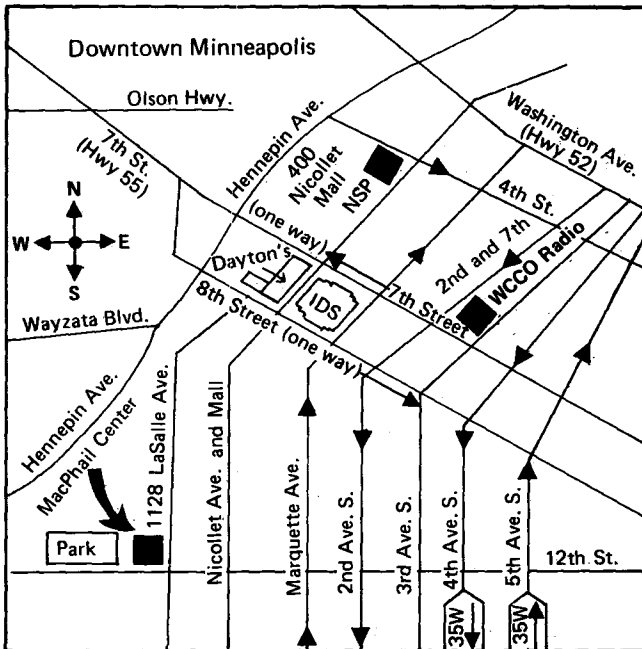 Downtown Minneapolis
Olson Hwy.
7th St.
(Hwy 55)
Hennepin Ave.
Washington Ave.
(Hwy 52)
400
Nicollet
Mall
NSP
4th St.
(one way)
N
W
E
S
Dayton's
IDS
7th Street
2nd and 7th
WCCO Radio
8th Street (one way)
Wayzata Blvd.
Hennepin Ave.
MacPhail Center
1128 LaSalle Ave.
Nicollet Ave. and Mall
Marquette Ave.
2nd Ave. S.
3rd Ave. S.
4th Ave. S.
5th Ave. S.
Park
12th St.
35W
35W